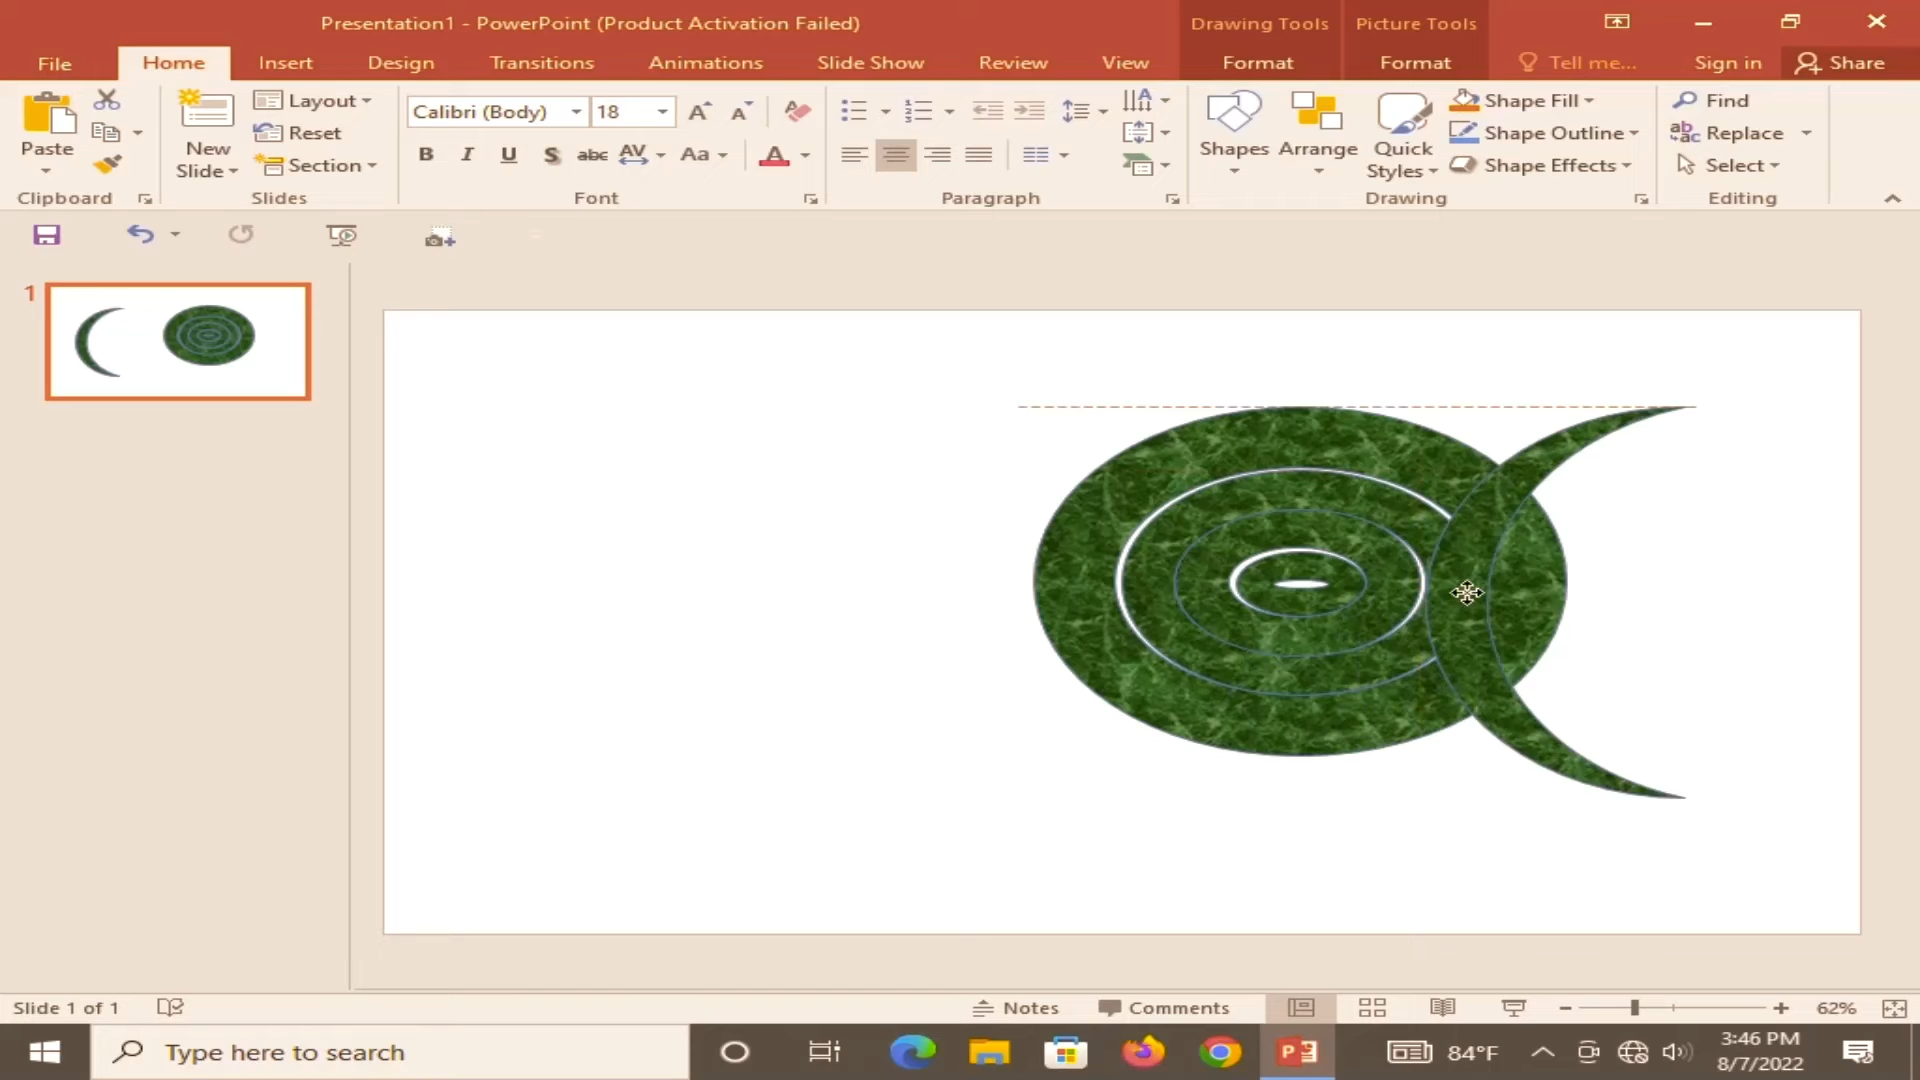 Presentation1 - PowerPoint (Product Activation Failed)
Drawing Tools
Picture Tools
File
Home
Insert
Design
Transitions
Animations
Slide Show
Review
View
Format
Format
Tell me...
Sign in
Share
Paste
Clipboard
New
Slide
Layout
Reset
Section
Slides
Calibri (Body)
18
B I U S abc AV Aa A
Font
Paragraph
Shapes
Arrange
Quick
Styles
Shape Fill
Shape Outline
Shape Effects
Drawing
Find
Replace
Select
Editing
1
Slide 1 of 1
Notes
Comments
62%
Type here to search
84°F
3:46 PM
8/7/2022